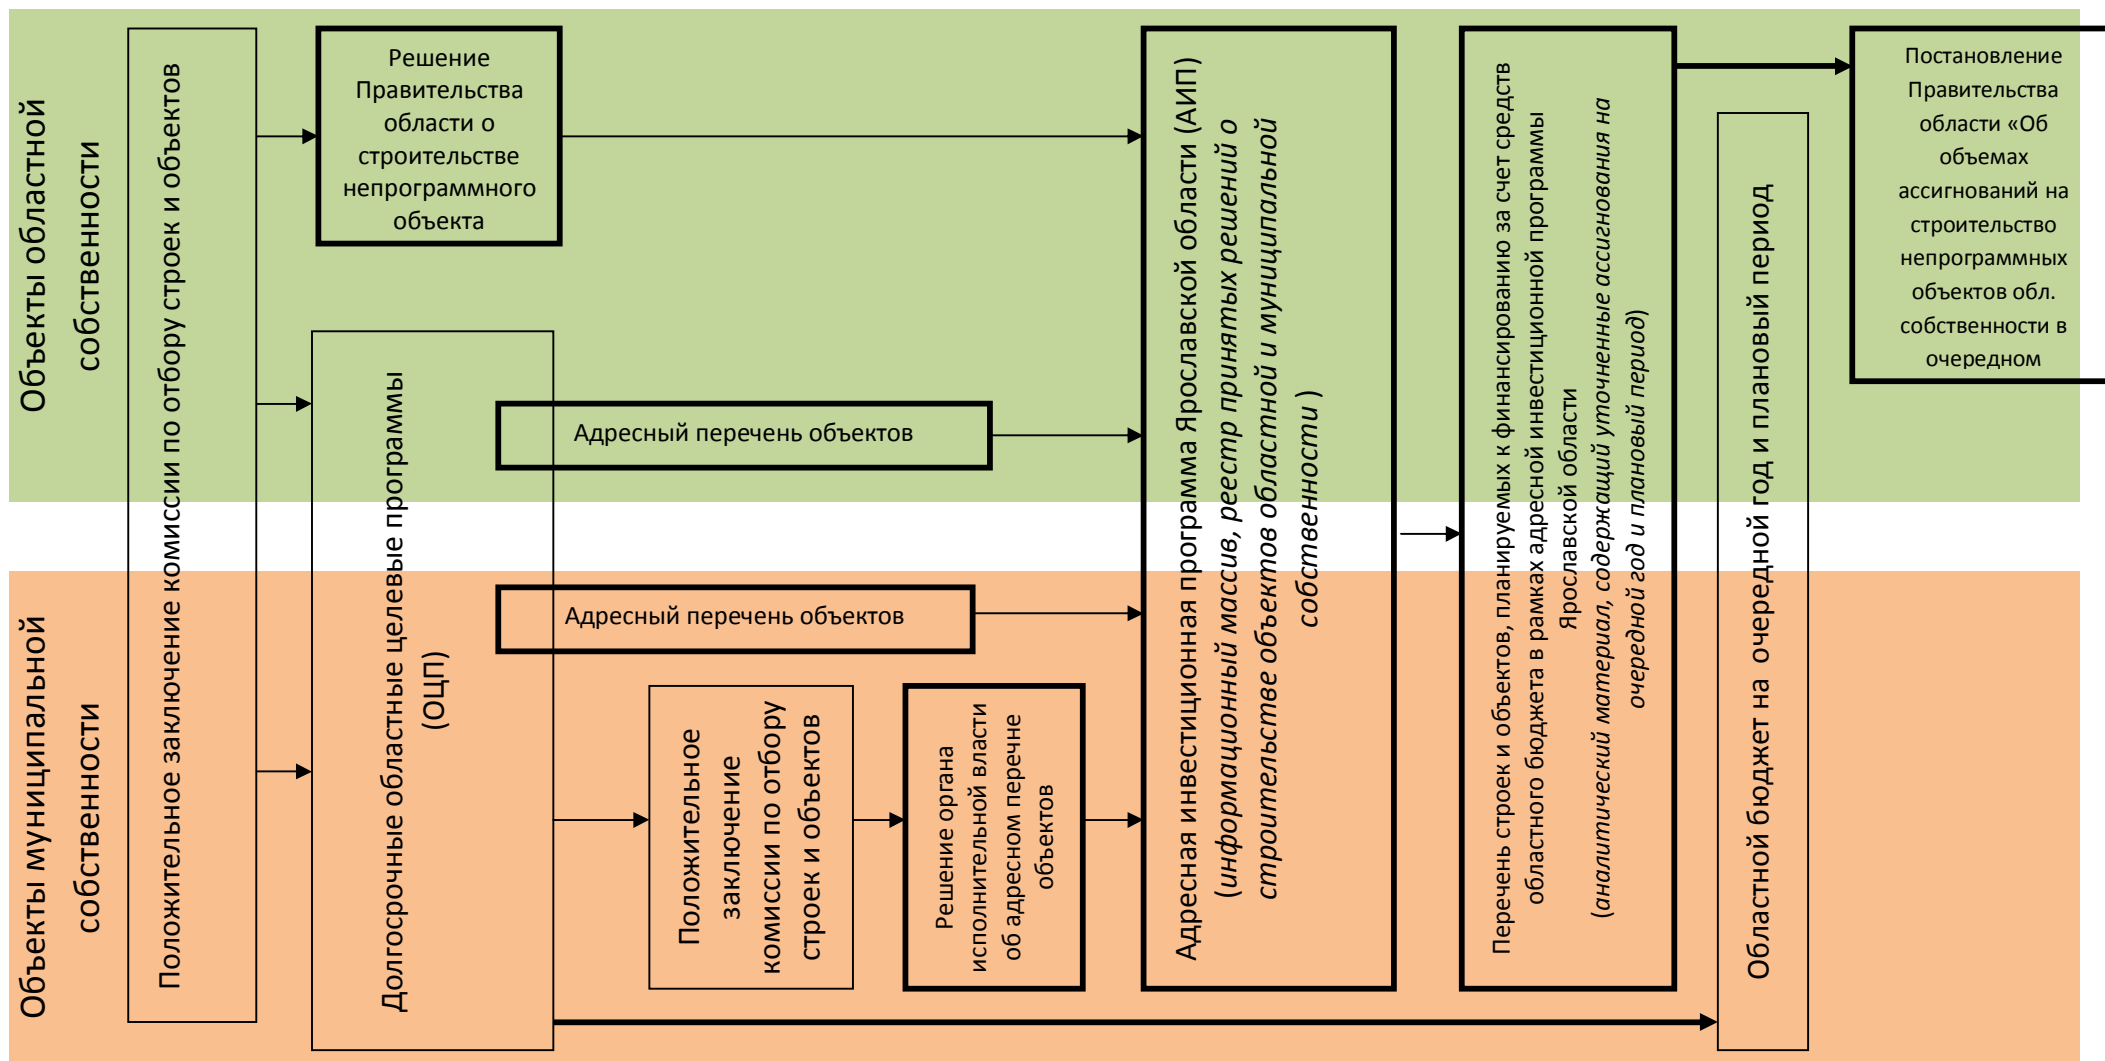 Объекты областной
собственности
Объекты муниципальной
собственности
Положительное заключение комиссии по отбору строек и объектов
Решение
Правительства
области о
строительстве
непрограммного
объекта
Долгосрочные областные целевые программы
(ОЦП)
Адресный перечень объектов
Адресный перечень объектов
Положительное
заключение
комиссии по отбору
строек и объектов
Решение органа
исполнительной власти
об адресном перечне
объектов
Адресная инвестиционная программа Ярославской области (АИП)
(информационный массив, реестр принятых решений о
строительстве объектов областной и муниципальной
собственности )
Перечень строек и объектов, планируемых к финансированию за счет средств
областного бюджета в рамках адресной инвестиционной программы
Ярославской области
(аналитический материал, содержащий уточненные ассигнования на
очередной год и плановый период)
Областной бюджет на очередной год и плановый период
Постановление
Правительства
области «Об
объемах
ассигнований на
строительство
непрограммных
объектов обл.
собственности в
очередном